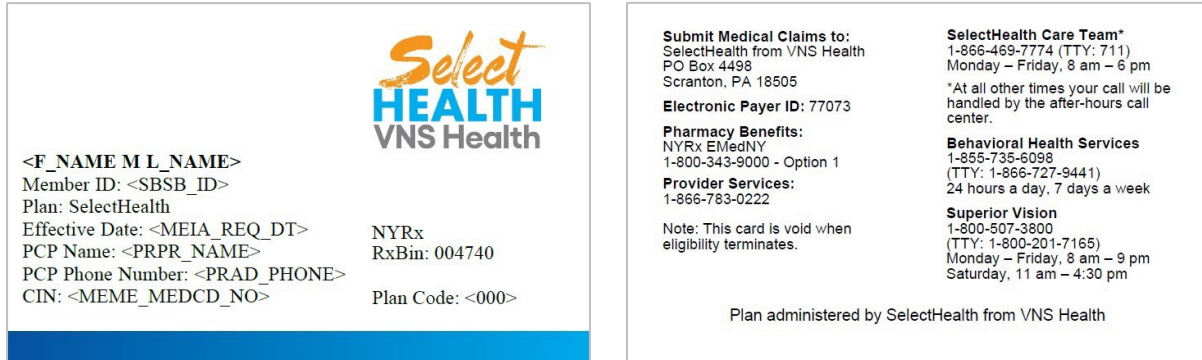 Select
HEALTH
VNS Health
<F_NAME M L_NAME>
Member ID: <SBSB_ID>
Plan: SelectHealth
Effective Date: <MEIA_REQ_DT>
PCP Name: <PRPR_NAME>
PCP Phone Number: <PRAD_PHONE>
CIN: <MEME_MEDCD_NO>
NYRx
RxBin: 004740
Plan Code: <000>
Submit Medical Claims to:
SelectHealth from VNS Health
PO Box 4498
Scranton, PA 18505
Electronic Payer ID: 77073
Pharmacy Benefits:
NYRx EMedNY
1-800-343-9000 - Option 1
Provider Services:
1-866-783-0222
Note: This card is void when
eligibility terminates.
SelectHealth Care Team*
1-866-469-7774 (TTY: 711)
Monday – Friday, 8 am – 6 pm
*At all other times your call will be
handled by the after-hours call
center.
Behavioral Health Services
1-855-735-6098
(TTY: 1-866-727-9441)
24 hours a day, 7 days a week
Superior Vision
1-800-507-3800
(TTY: 1-800-201-7165)
Monday – Friday, 8 am – 9 pm
Saturday, 11 am – 4:30 pm
Plan administered by SelectHealth from VNS Health